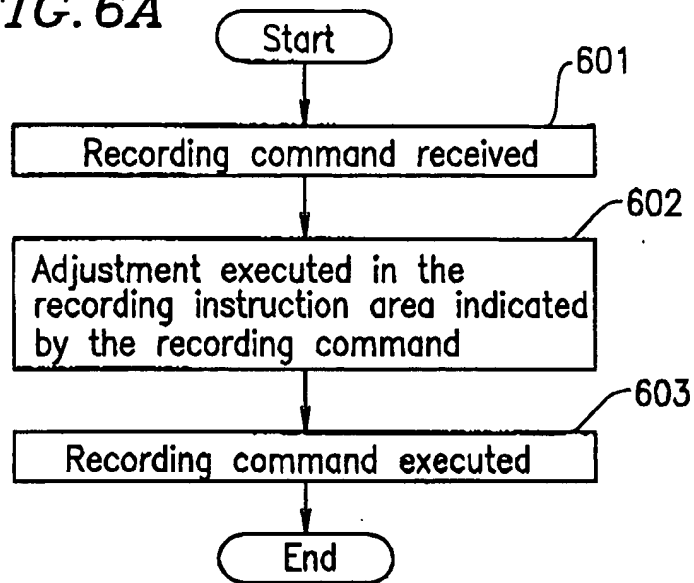 FIG. 6A
Start
601
Recording command received
602
Adjustment executed in the
recording instruction area indicated
by the recording command
603
Recording command executed
End